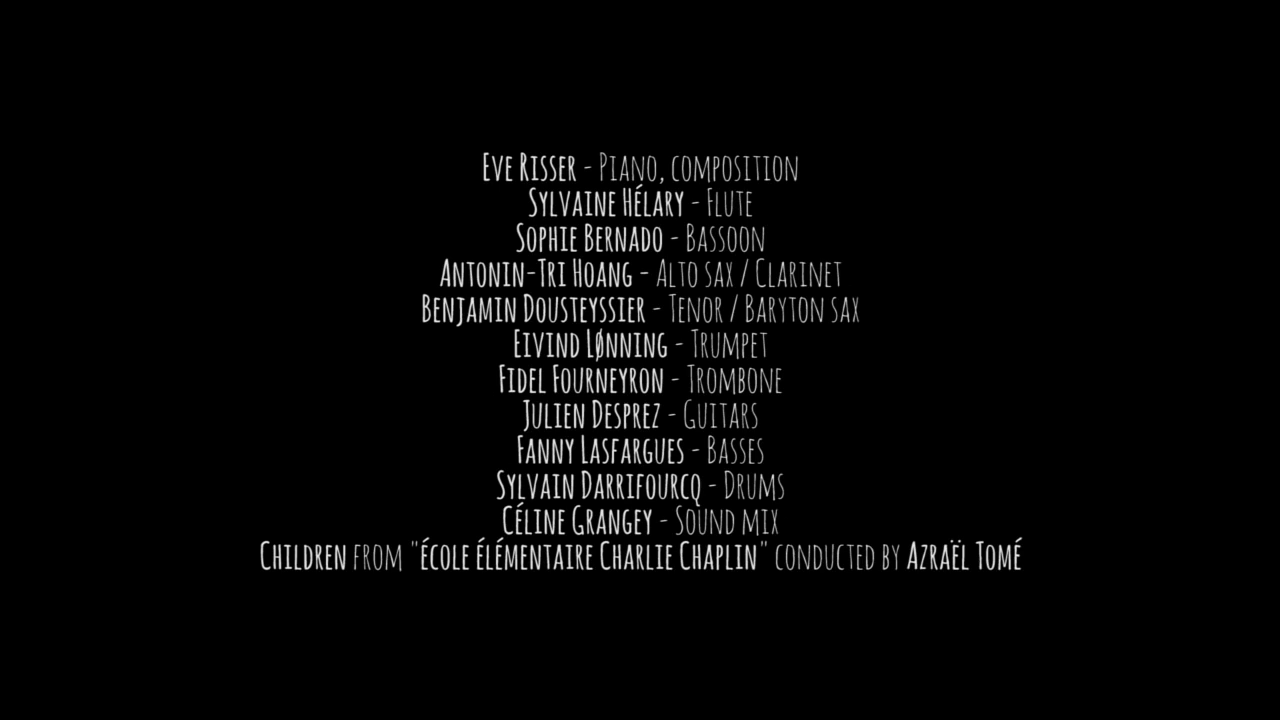 Eve Risser - Piano, composition
Sylvaine Hélary - Flute
Sophie Bernado - Bassoon
Antonin-Tri Hoang - Alto sax / Clarinet
Benjamin Dousteyssier - Tenor / Baryton sax
Eivind Lønning - Trumpet
Fidel Fourneyron - Trombone
Julien Desprez - Guitars
Fanny Lasfargues - Basses
Sylvain Darrifourcq - Drums
Céline Grangey - Sound mix
Children from "école élémentaire Charlie Chaplin" conducted by Azraël Tomé